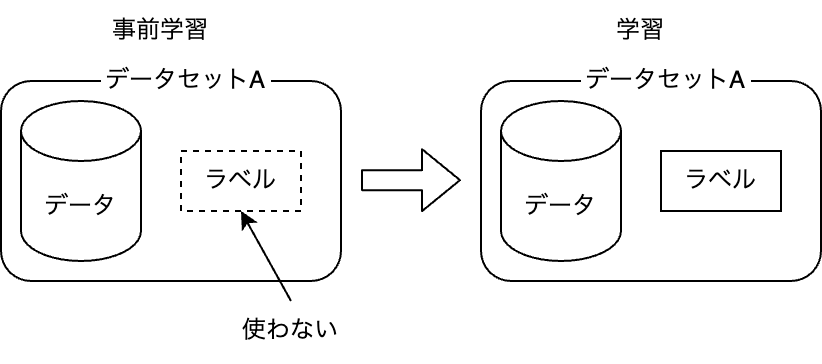 事前学習
データセットA
データ
ラベル
使わない
学習
データセットA
データ
ラベル